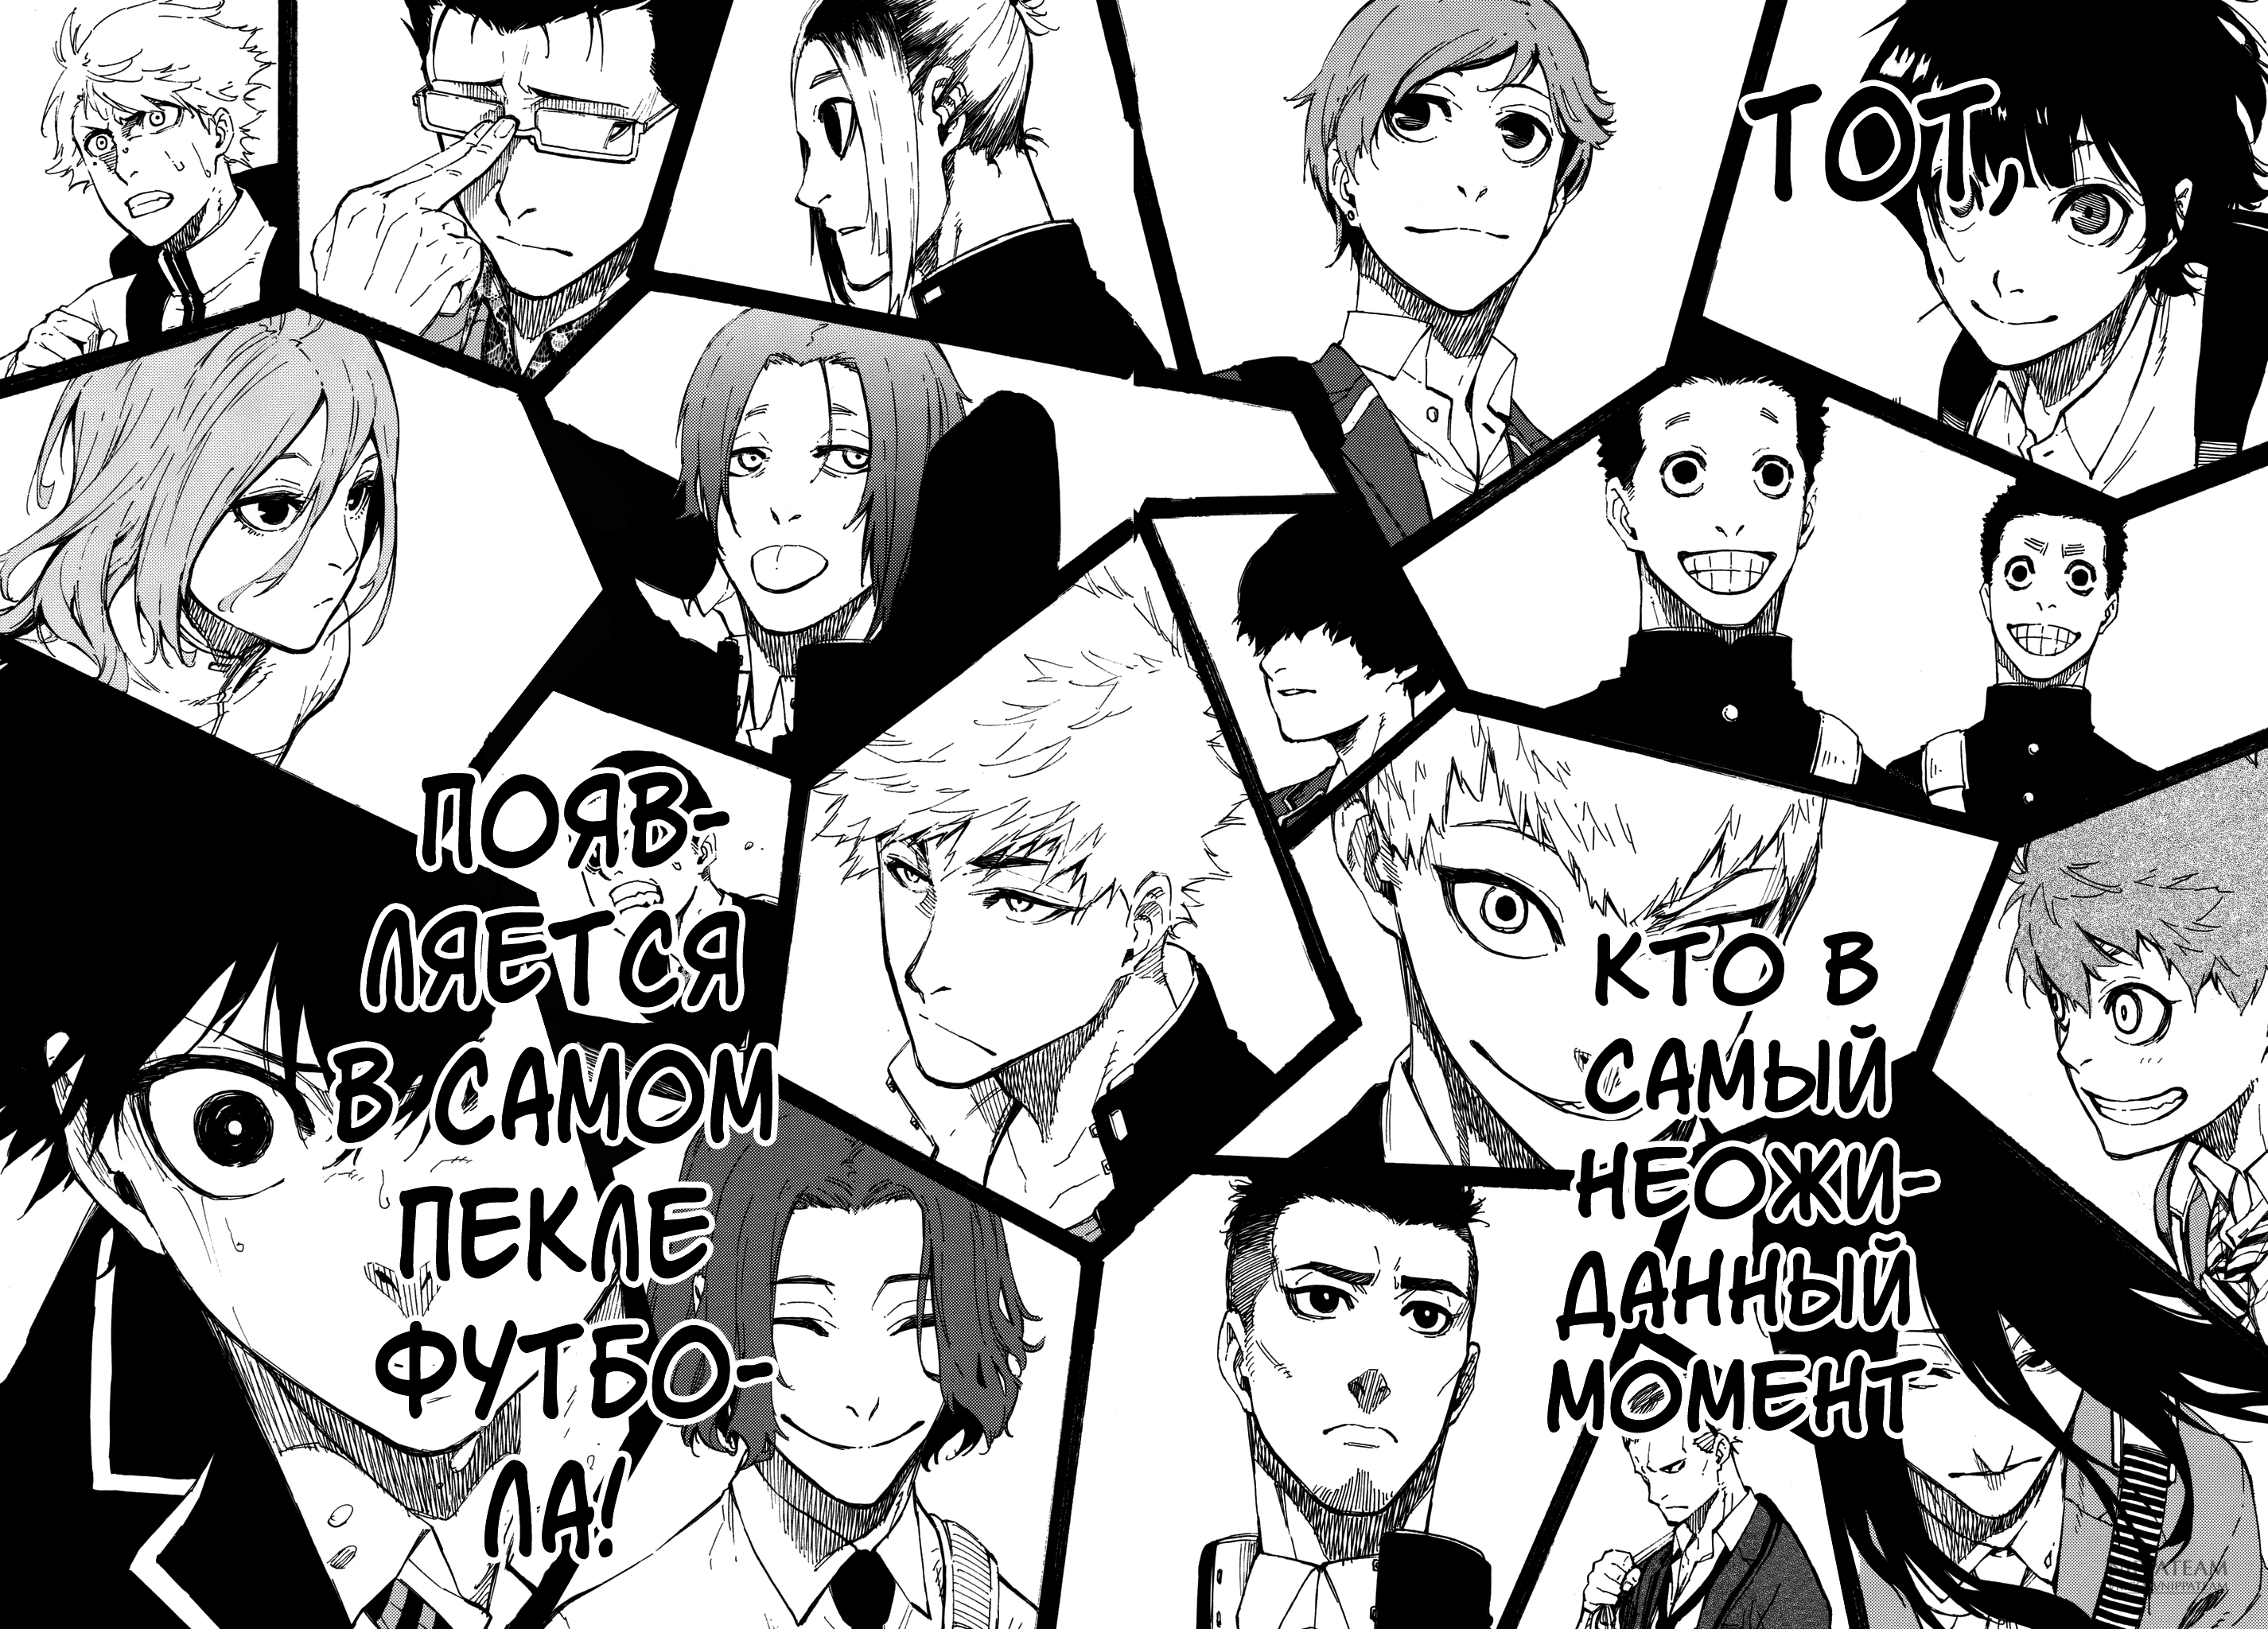 ТОТ,
КТО В
САМЫЙ
НЕОЖИ-
ДАННЫЙ
МОМЕНТ
ПОЯВ-
ЛЯЕТСЯ
В САМОМ
ПЕКЛЕ
ФУТБО-
ЛА!